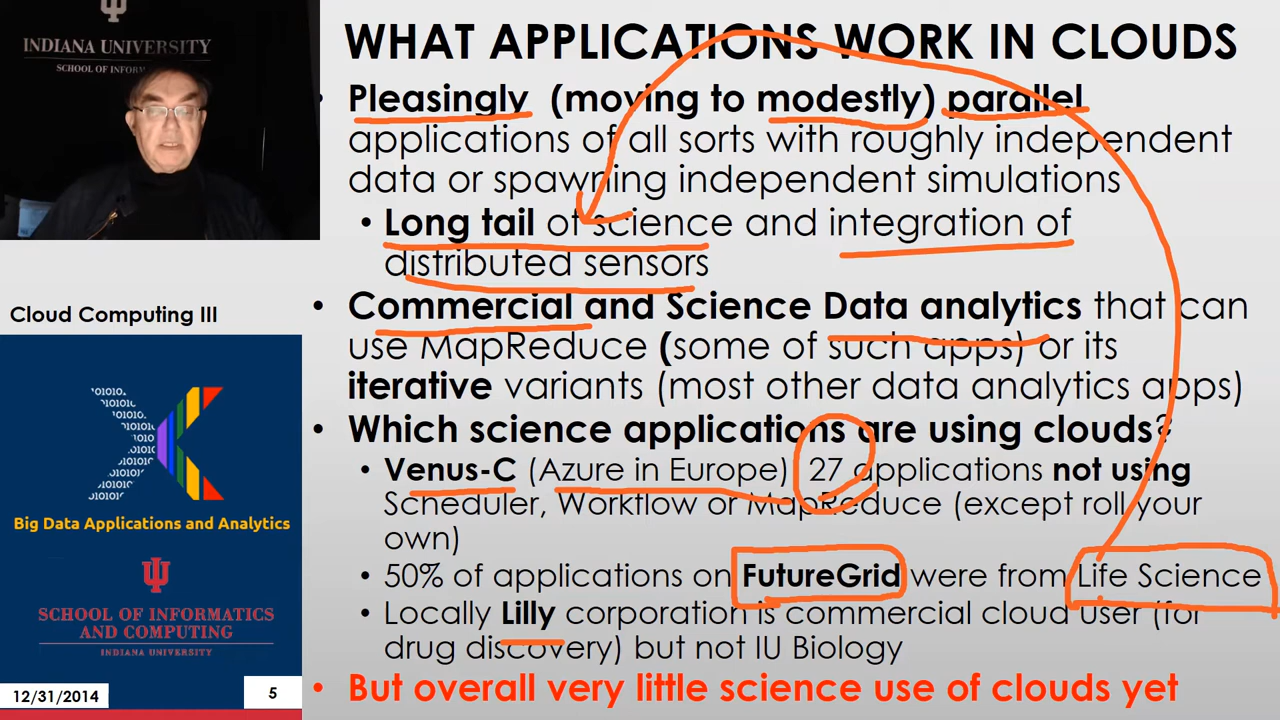 INDIANA UNIVERSITY
WHAT APPLICATIONS WORK IN CLOUDS
• Pleasingly (moving to modestly) parallel
applications of all sorts with roughly independent
data or spawning independent simulations
• Long tail of science and integration of
distributed sensors
• Commercial and Science Data analytics that can
use MapReduce (some of such apps) or its
iterative variants (most other data analytics apps)
• Which science applications are using clouds?
• Venus-C (Azure in Europe) 27 applications not using
Scheduler, Workflow or MapReduce (except roll your
own)
• 50% of applications on FutureGrid were from Life Science
• Locally Lilly corporation is commercial cloud user (for
drug discovery) but not IU Biology
• But overall very little science use of clouds yet
Cloud Computing III
Big Data Applications and Analytics
SCHOOL OF INFORMATICS
AND COMPUTING
INDIANA UNIVERSITY
12/31/2014
5